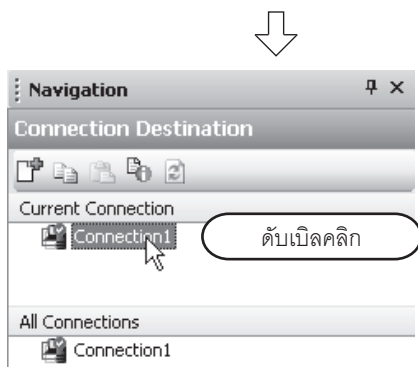 Navigation
Connection Destination
Current Connection
Connection1
ดับเบิลคลิก
All Connections
Connection1